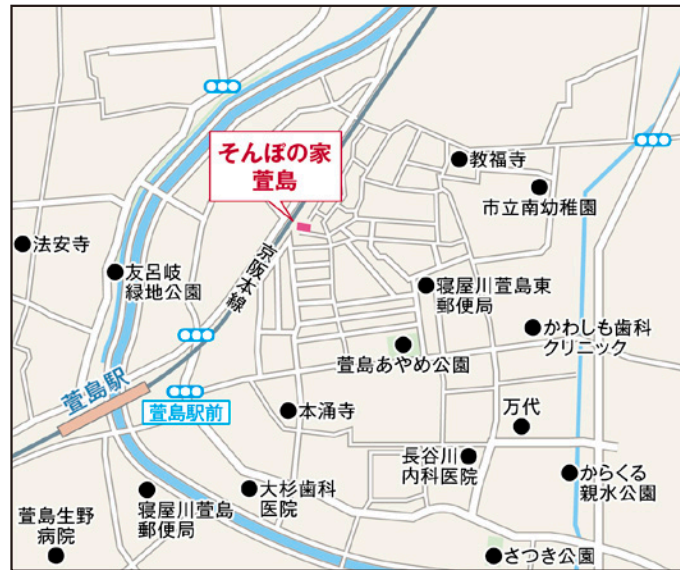 そんぽの家
萱島
教福寺
市立南幼稚園
法安寺
友呂岐
緑地公園
京阪本線
寝屋川萱島東
郵便局
かわしも歯科
クリニック
萱島あやめ公園
萱島駅
萱島駅前
本涌寺
万代
長谷川
内科医院
からくる
親水公園
大杉歯科
医院
寝屋川萱島
郵便局
萱島生野
病院
さつき公園